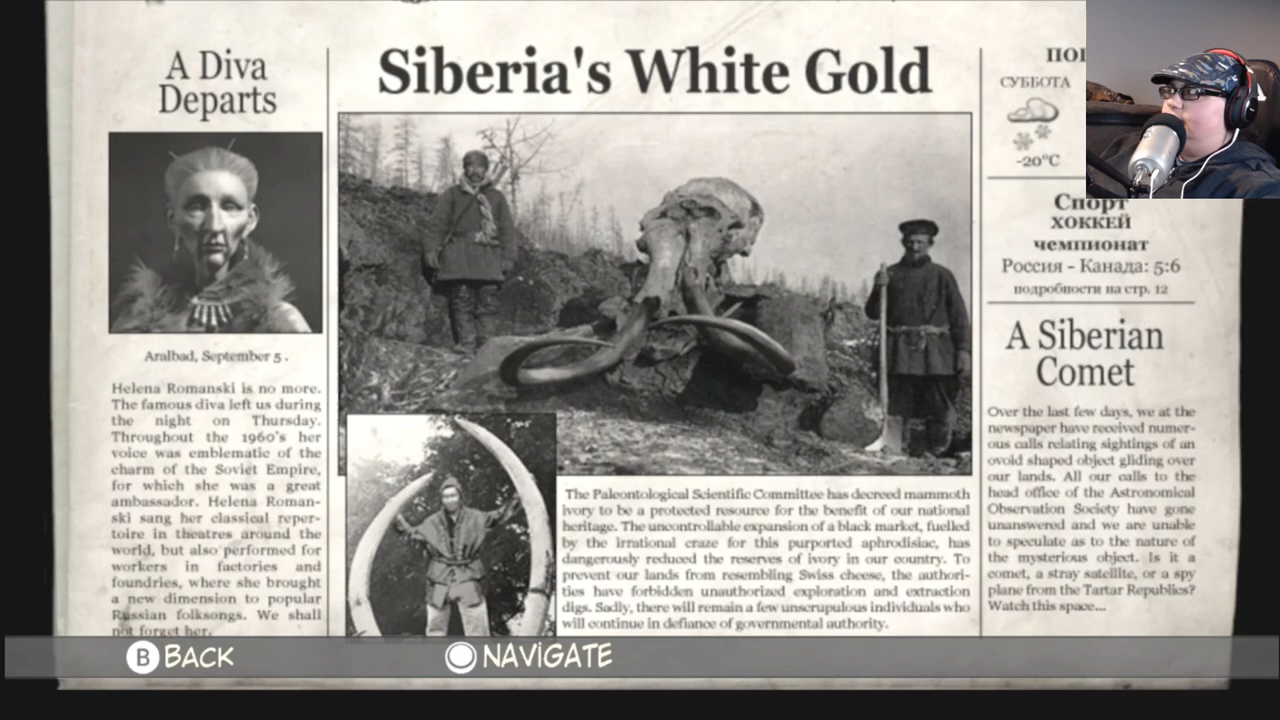 A Diva
Departs
Aralbad, September 5 .
Helena Romanski is no more.
The famous diva left us during
the night on Thursday.
Throughout the 1960's her
voice was emblematic of the
charm of the Soviet Empire,
for which she was a great
ambassador. Helena Roman-
ski sang her classical reper-
toire in theatres around the
world, but also performed for
workers in factories and
foundries, where she brought
a new dimension to popular
Russian folksongs. We shall
not forget her.
Siberia's White Gold
The Paleontological Scientific Committee has decreed mammoth
ivory to be a protected resource for the benefit of our national
heritage. The uncontrollable expansion of a black market, fuelled
by the irrational craze for this purported aphrodisiac, has
dangerously reduced the reserves of ivory in our country. To
prevent our lands from resembling Swiss cheese, the authori-
ties have forbidden unauthorized exploration and extraction
digs. Sadly, there will remain a few unscrupulous individuals who
will continue in defiance of governmental authority.
СУББОТА
-20°C
Спорт
ХОККЕЙ
чемпионат
Россия - Канада: 5:6
подробности на стр. 12
A Siberian
Comet
Over the last few days, we at the
newspaper have received numer-
ous calls relating sightings of an
ovoid shaped object gliding over
our lands. All our calls to the
head office of the Astronomical
Observation Society have gone
unanswered and we are unable
to speculate as to the nature of
the mysterious object. Is it a
comet, a stray satellite, or a spy
plane from the Tartar Republics?
Watch this space...
B BACK
NAVIGATE